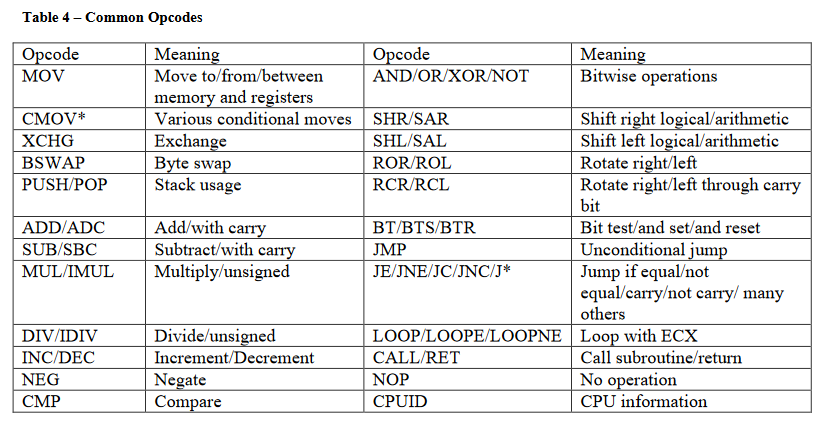 Table 4 – Common Opcodes
Opcode Meaning Opcode Meaning
MOV Move to/from/between AND/OR/XOR/NOT Bitwise operations
memory and registers
CMOV* Various conditional moves SHR/SAR Shift right logical/arithmetic
XCHG Exchange SHL/SAL Shift left logical/arithmetic
BSWAP Byte swap ROR/ROL Rotate right/left
PUSH/POP Stack usage RCR/RCL Rotate right/left through carry
bit
ADD/ADC Add/with carry BT/BTS/BTR Bit test/and set/and reset
SUB/SBC Subtract/with carry JMP Unconditional jump
MUL/IMUL Multiply/unsigned JE/JNE/JC/JNC/J* Jump if equal/not
equal/carry/not carry/ many
others
DIV/IDIV Divide/unsigned LOOP/LOOPE/LOOPNE Loop with ECX
INC/DEC Increment/Decrement CALL/RET Call subroutine/return
NEG Negate NOP No operation
CMP Compare CPUID CPU information